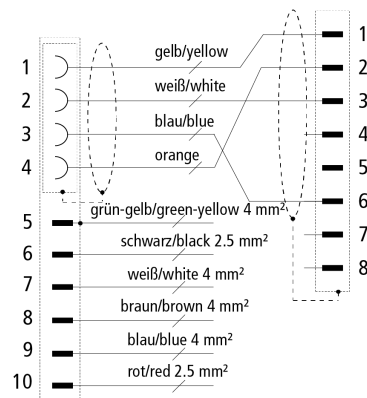 1
gelb/yellow
1
2
weiß/white
2
3
blau/blue
3
4
orange
4
5
6
7
8
5
grün-gelb/green-yellow 4 mm²
6
schwarz/black 2.5 mm²
7
weiß/white 4 mm²
8
braun/brown 4 mm²
9
blau/blue 4 mm²
10
rot/red 2.5 mm²